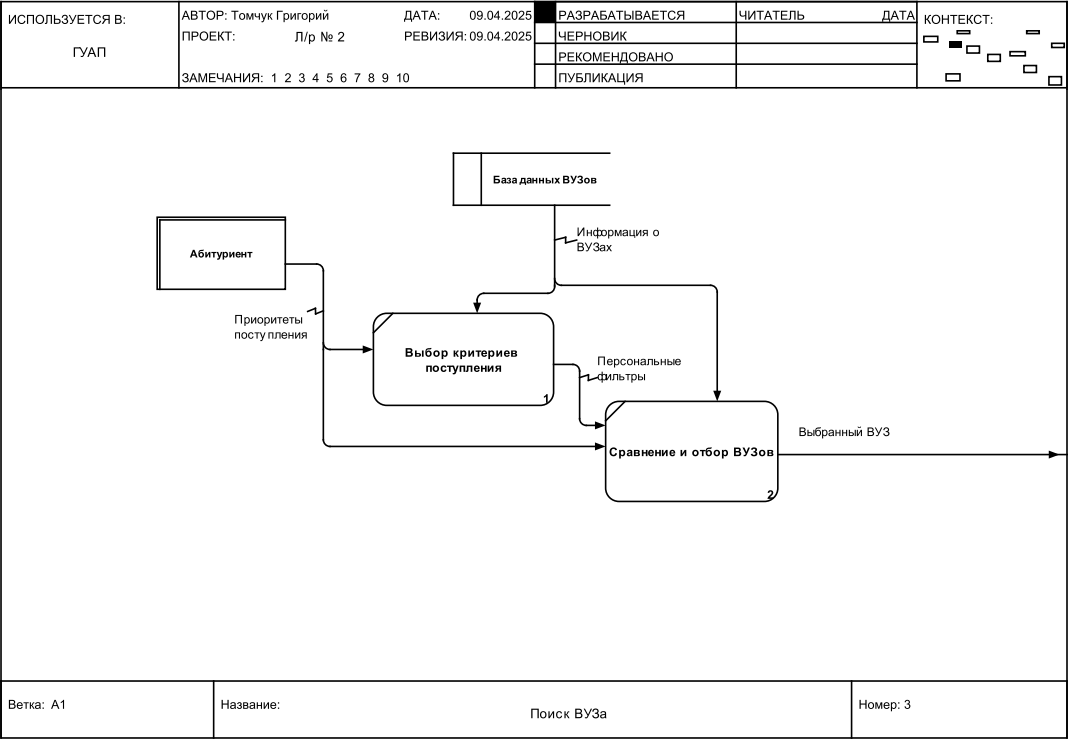 ИСПОЛЬЗУЕТСЯ В:
ГУАП
АВТОР: Томчук Григорий
ДАТА: 09.04.2025
ПРОЕКТ: Л/р № 2
РЕВИЗИЯ: 09.04.2025
ЗАМЕЧАНИЯ: 1 2 3 4 5 6 7 8 9 10
РАЗРАБАТЫВАЕТСЯ
ЧЕРНОВИК
РЕКОМЕНДОВАНО
ПУБЛИКАЦИЯ
ЧИТАТЕЛЬ ДАТА
КОНТЕКСТ:
База данных ВУЗов
Информация о
ВУЗах
Абитуриент
Приоритеты
поступления
Выбор критериев
поступления
1
Персональные
фильтры
Сравнение и отбор ВУЗов
2
Выбранный ВУЗ
Ветка: A1
Название:
Поиск ВУЗа
Номер: 3